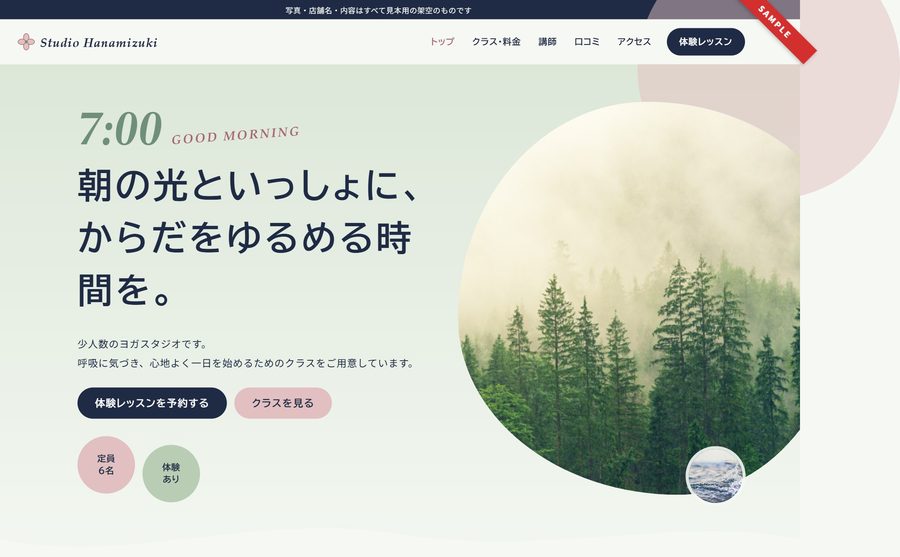 写真・店舗名・内容はすべて見本用の架空のものです
SAMPLE
Studio Hanamizuki
トップ
クラス・料金
講師
口コミ
アクセス
体験レッスン
7:00 GOOD MORNING
朝の光といっしょに、
からだをゆるめる時
間を。
少人数のヨガスタジオです。
呼吸に気づき、心地よく一日を始めるためのクラスをご用意しています。
体験レッスンを予約する
クラスを見る
定員
6名
体験
あり